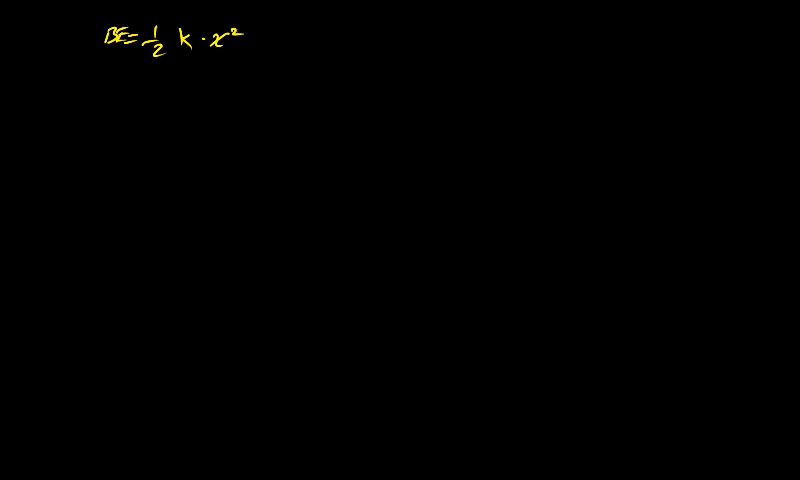 BE = 1/2 k · x²